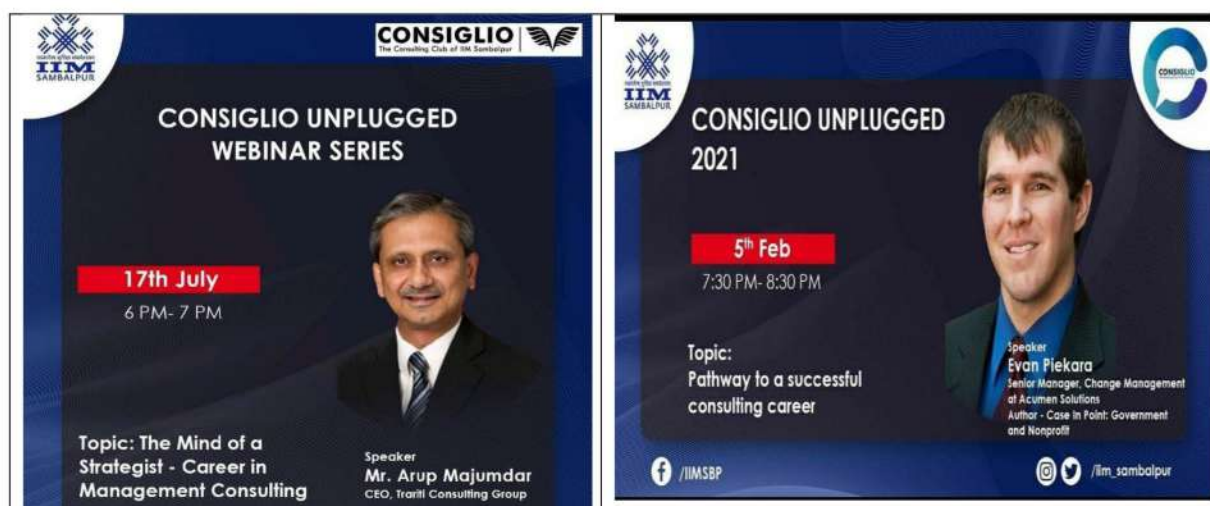 IIM
SAMBALPUR
CONSIGLIO
The Consulting Club of IIM Sambalpur
CONSIGLIO UNPLUGGED
WEBINAR SERIES
17th July
6 PM- 7 PM
Topic: The Mind of a
Strategist - Career in
Management Consulting
Speaker
Mr. Arup Majumdar
CEO, Trariti Consulting Group
IIM
SAMBALPUR
CONSIGLIO
CONSIGLIO UNPLUGGED
2021
5th Feb
7:30 PM- 8:30 PM
Topic:
Pathway to a successful
consulting career
Speaker
Evan Piekara
Senior Manager, Change Management
at Acumen Solutions
Author - Case In Point: Government
and Nonprofit
/IIMSBP
/iim_sambalpur